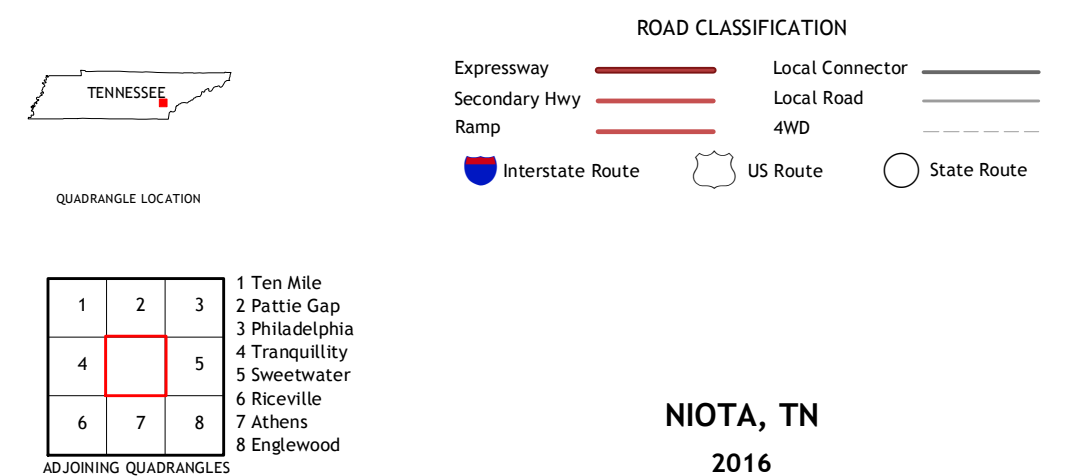 ROAD CLASSIFICATION
Expressway
Local Connector
Secondary Hwy
Local Road
Ramp
4WD
Interstate Route
US Route
State Route
TENNESSEE
QUADRANGLE LOCATION
1 2 3
4 5
6 7 8
1 Ten Mile
2 Pattie Gap
3 Philadelphia
4 Tranquillity
5 Sweetwater
6 Riceville
7 Athens
8 Englewood
ADJOINING QUADRANGLES
NIOTA, TN
2016